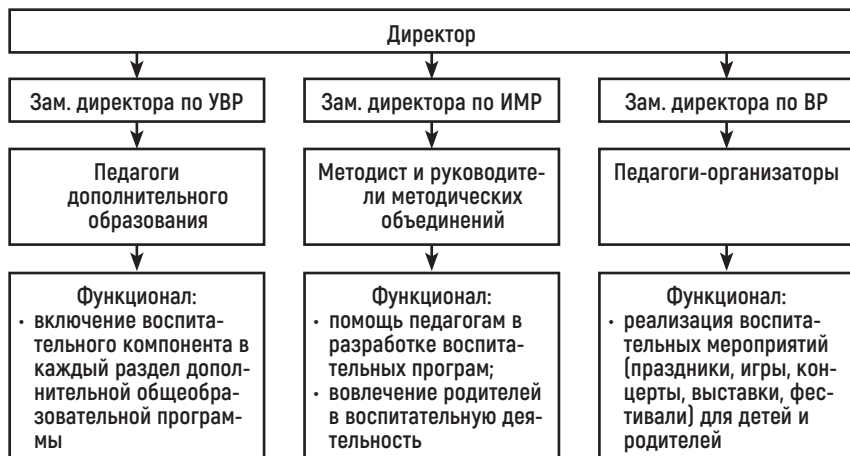 Директор
Зам. директора по УВР
Зам. директора по ИМР
Зам. директора по ВР
Педагоги
дополнительного
образования
Методист и руководите-
ли методических
объединений
Педагоги-организаторы
Функционал:
· включение воспита-
тельного компонента в
каждый раздел допол-
нительной общеобра-
зовательной програм-
мы
Функционал:
· помощь педагогам в
разработке воспита-
тельных програм;
· вовлечение родителей
в воспитательную дея-
тельность
Функционал:
· реализация воспита-
тельных мероприятий
(праздники, игры, кон-
церты, выставки, фес-
тивали) для детей и
родителей